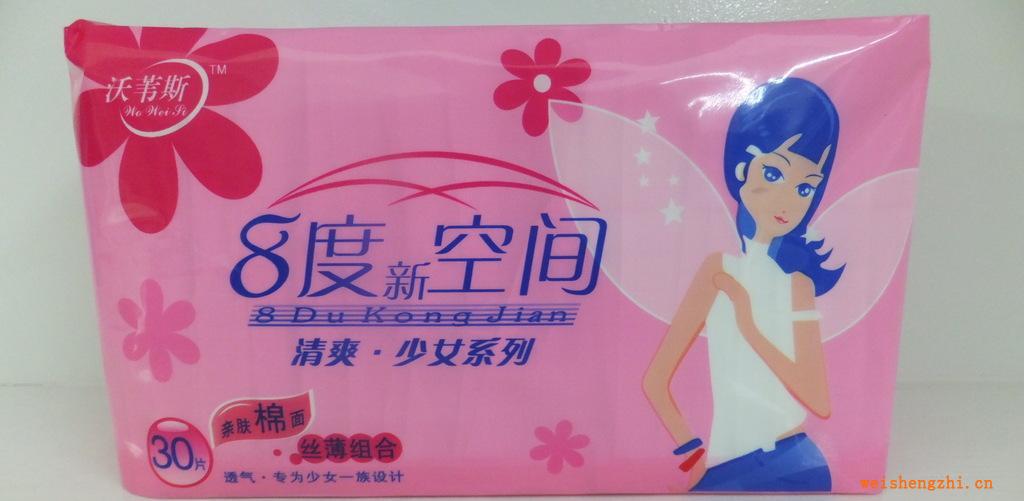 沃苇斯 TM
Wo Wei Si
8度新空间
8 Du Kong Jian
清爽·少女系列
亲肤棉面
丝薄组合
30片
透气·专为少女一族设计
weishengzhi.cn